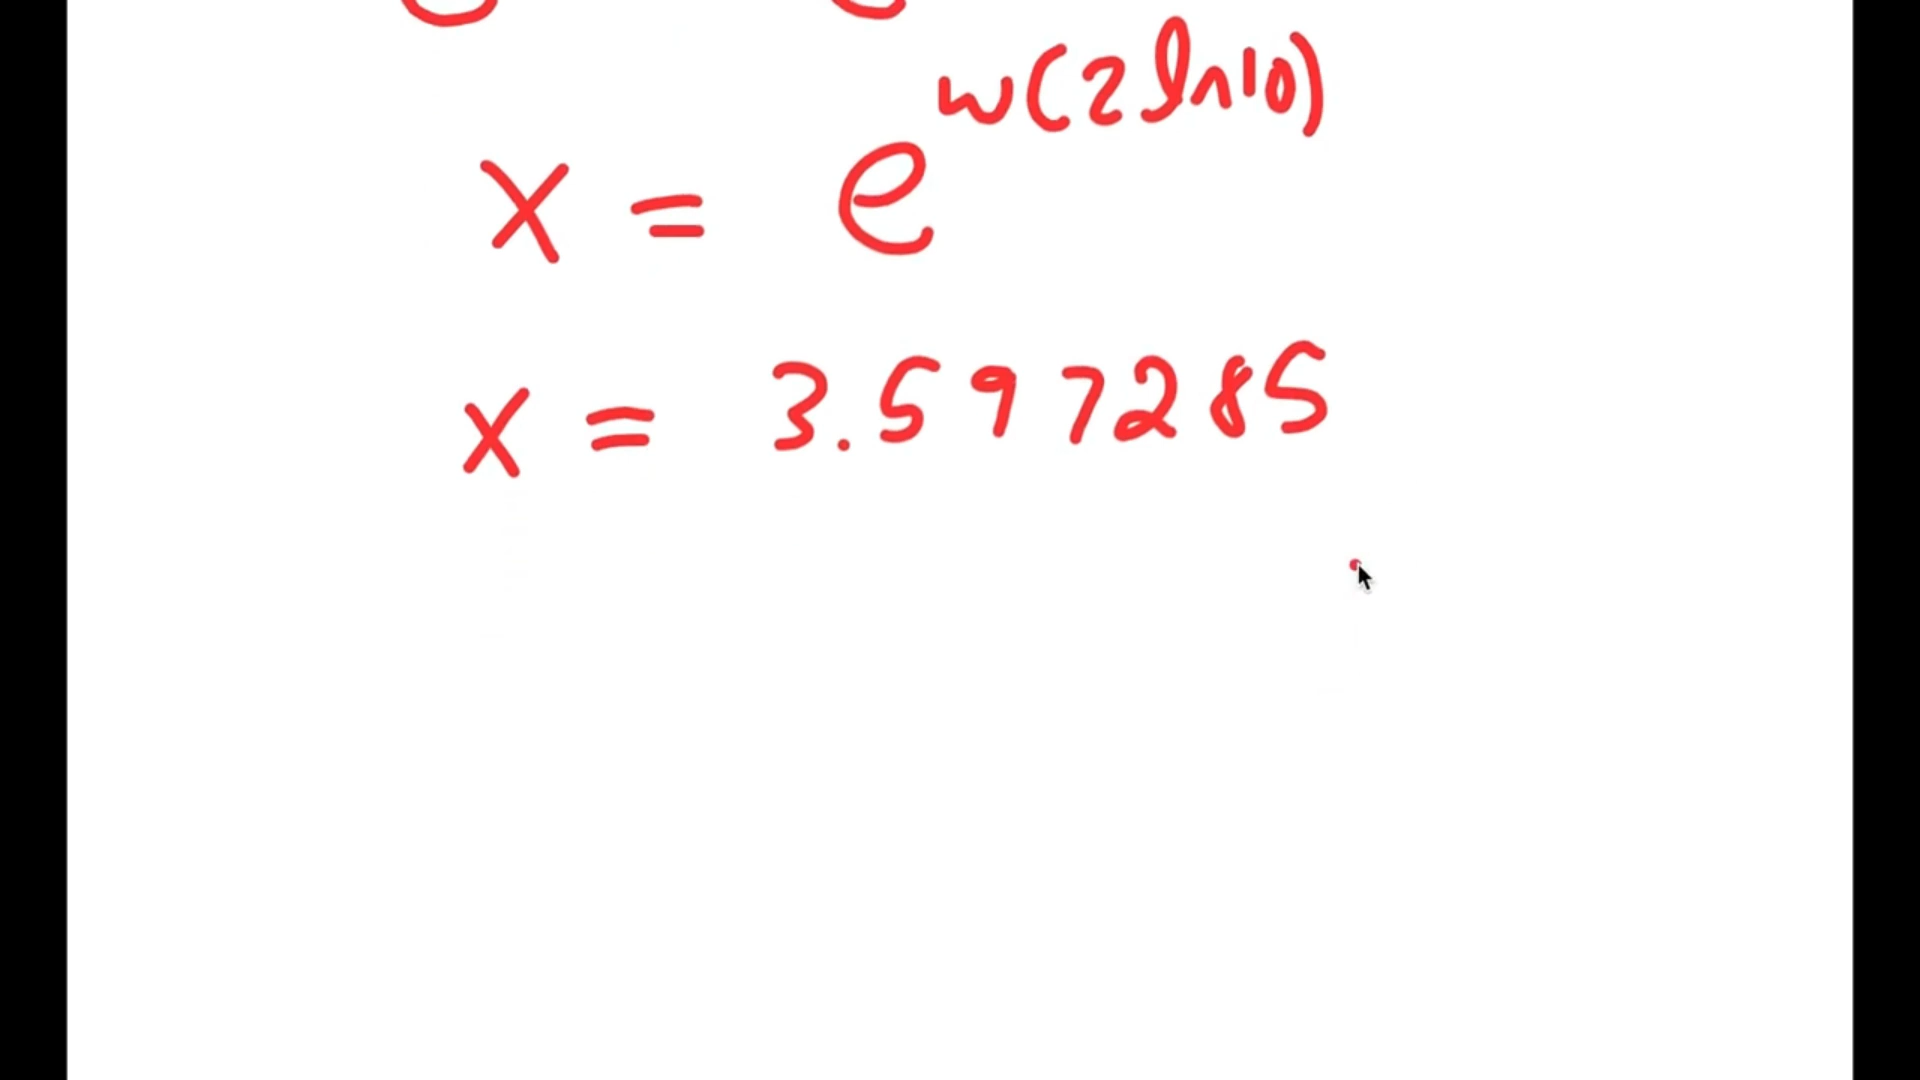 x = e^w(2ln10)
x = 3.597285